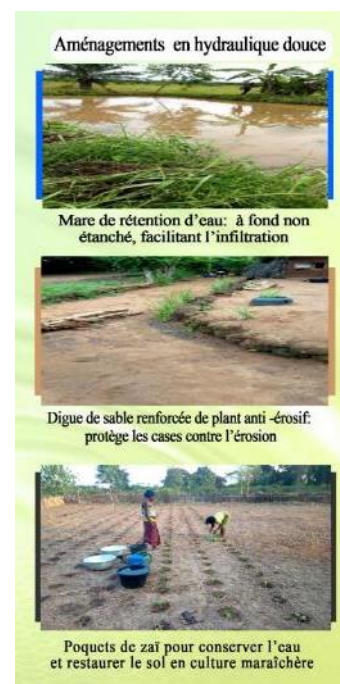 Aménagements en hydraulique douce
Mare de rétention d'eau: à fond non
étanché, facilitant l'infiltration
Digue de sable renforcée de plant anti -érosif:
protège les cases contre l'érosion
Poquets de zaï pour conserver l'eau
et restaurer le sol en culture maraîchère